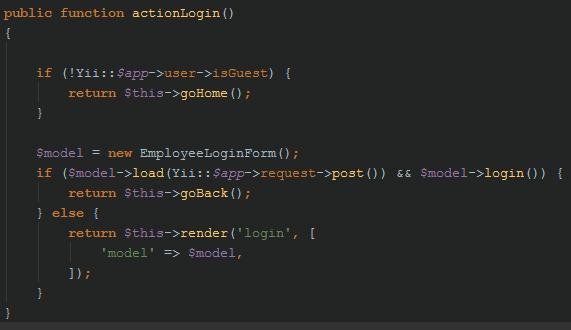 public function actionLogin()
{
if (!Yii::$app->user->isGuest) {
return $this->goHome();
}
$model = new EmployeeLoginForm();
if ($model->load(Yii::$app->request->post()) && $model->login()) {
return $this->goBack();
} else {
return $this->render('login', [
'model' => $model,
]);
}
}